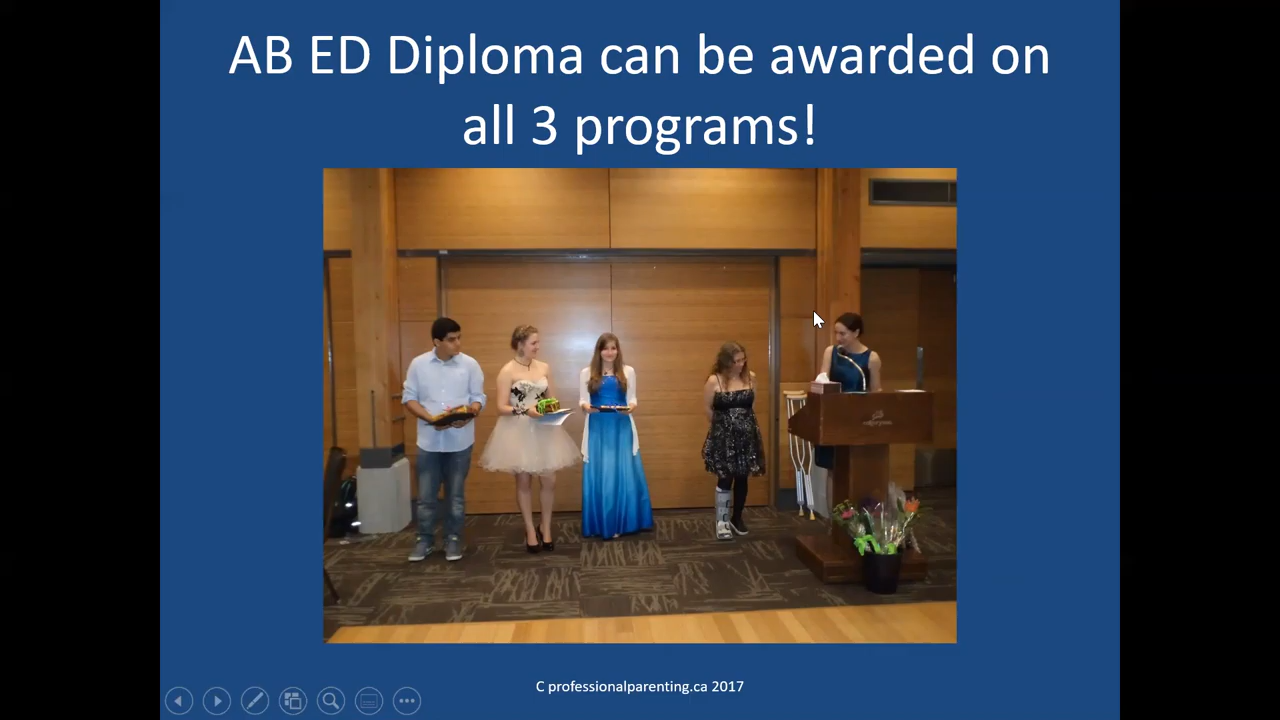 AB ED Diploma can be awarded on
all 3 programs!
C professionalparenting.ca 2017